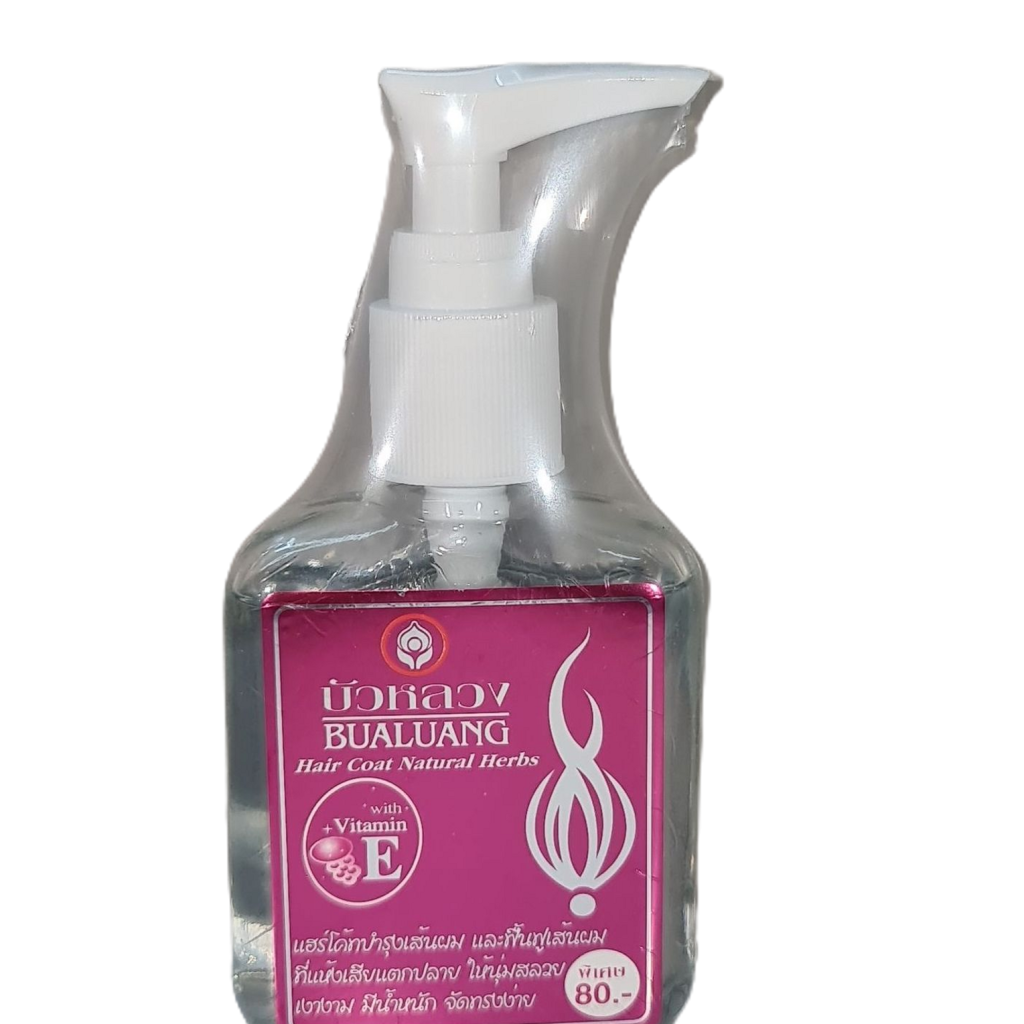 บัวหลวง
BUALUANG
Hair Coat Natural Herbs
with
+Vitamin
E
แฮร์โค้ทบำรุงเส้นผม และฟื้นฟูเส้นผม
ที่แห้งเสียแตกปลาย ให้นุ่มสลวย
เงางาม มีน้ำหนัก จัดทรงง่าย
พิเศษ
80.-